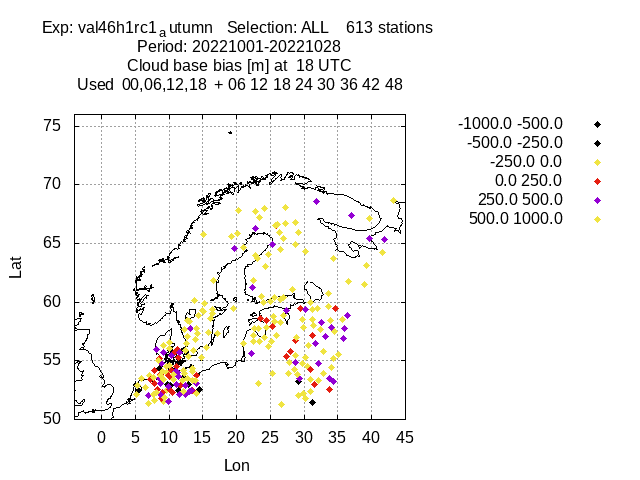 Exp: val46h1rc1a utumn Selection: ALL 613 stations
Period: 20221001-20221028
Cloud base bias [m] at 18 UTC
Used 00,06,12,18 + 06 12 18 24 30 36 42 48
-1000.0 -500.0
-500.0 -250.0
-250.0 0.0
0.0 250.0
250.0 500.0
500.0 1000.0
75
70
65
60
55
50
Lat
0 5 10 15 20 25 30 35 40 45
Lon